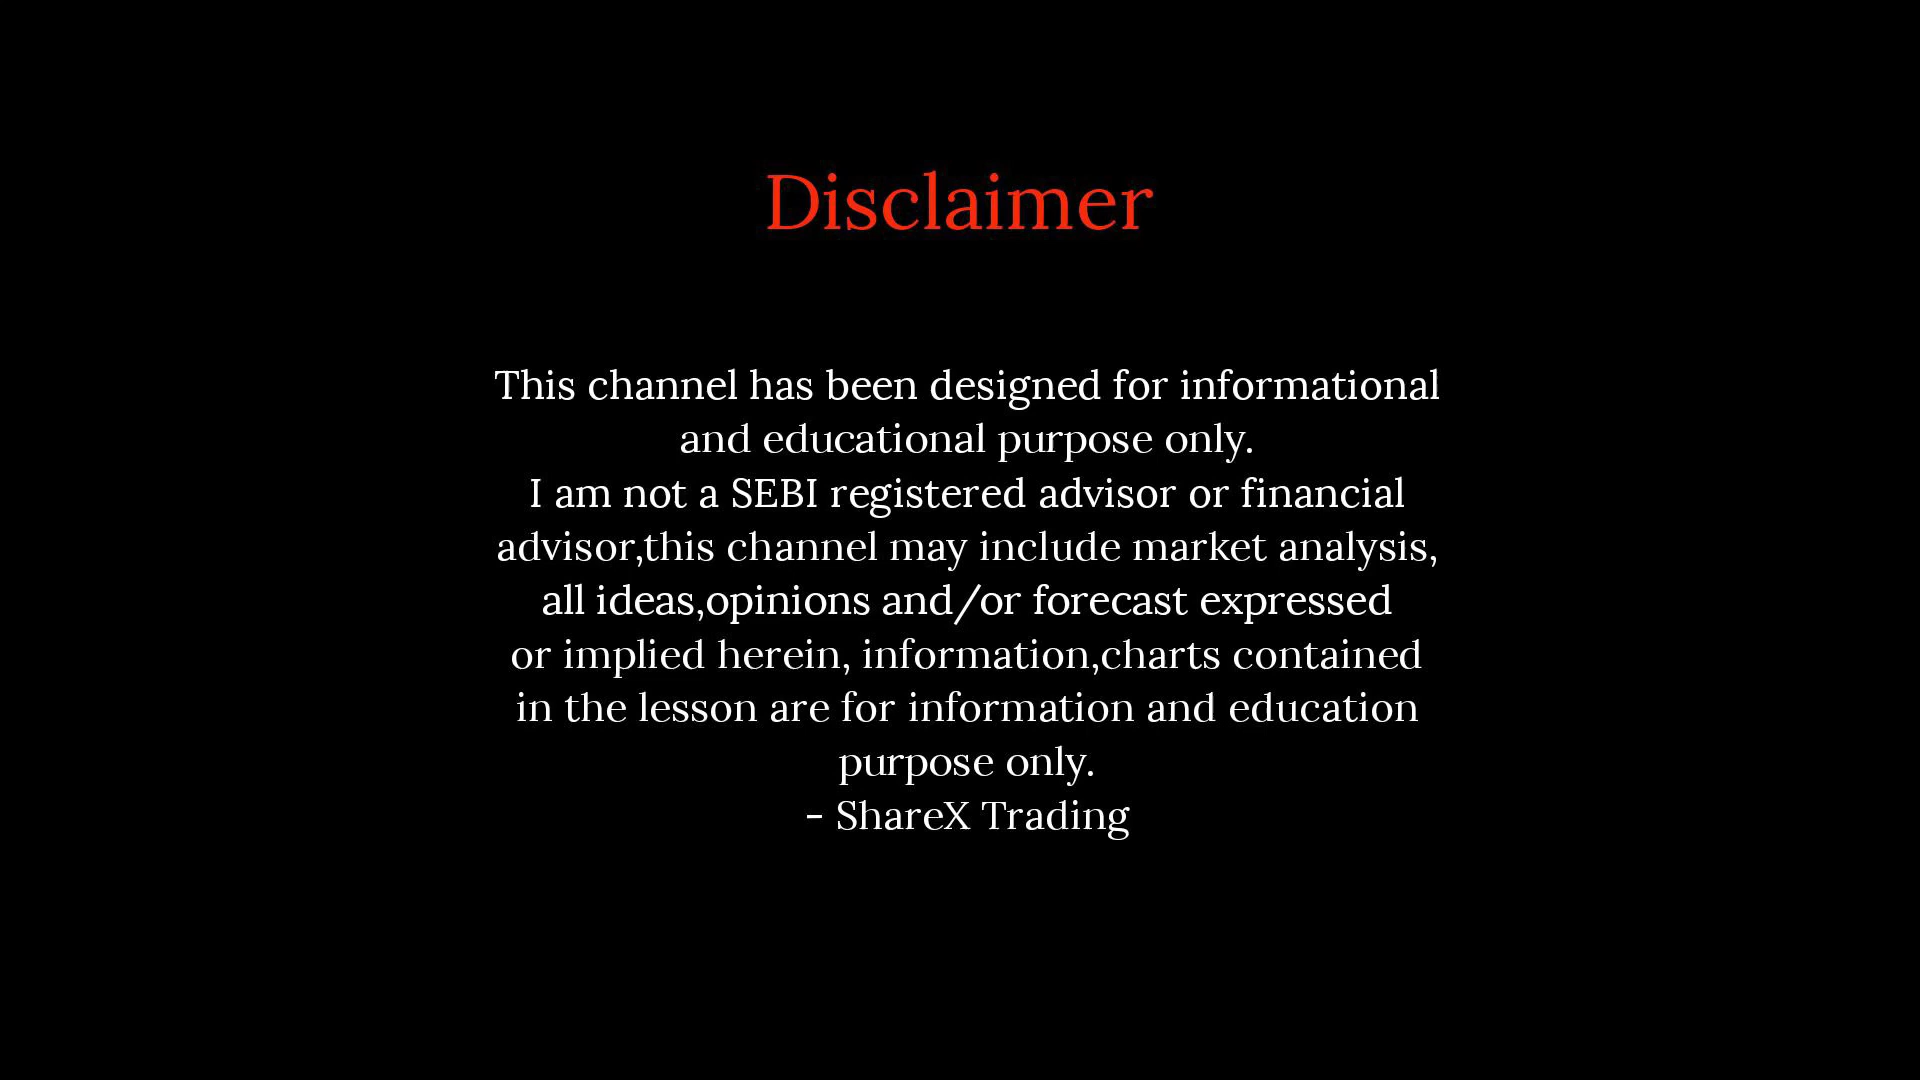 Disclaimer
This channel has been designed for informational
and educational purpose only.
I am not a SEBI registered advisor or financial
advisor,this channel may include market analysis,
all ideas,opinions and/or forecast expressed
or implied herein, information,charts contained
in the lesson are for information and education
purpose only.
- ShareX Trading